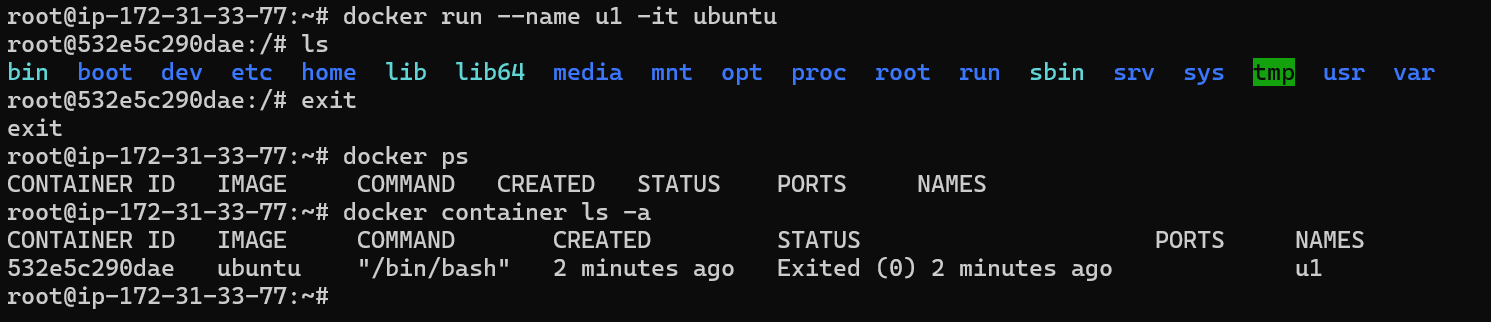 root@ip-172-31-33-77:~# docker run --name u1 -it ubuntu
root@532e5c290dae:/# ls
bin  boot  dev  etc  home  lib  lib64  media  mnt  opt  proc  root  run  sbin  srv  sys  tmp  usr  var
root@532e5c290dae:/# exit
exit
root@ip-172-31-33-77:~# docker ps
CONTAINER ID   IMAGE     COMMAND   CREATED   STATUS    PORTS     NAMES
root@ip-172-31-33-77:~# docker container ls -a
CONTAINER ID   IMAGE     COMMAND       CREATED         STATUS                     PORTS     NAMES
532e5c290dae   ubuntu    "/bin/bash"   2 minutes ago   Exited (0) 2 minutes ago             u1
root@ip-172-31-33-77:~#